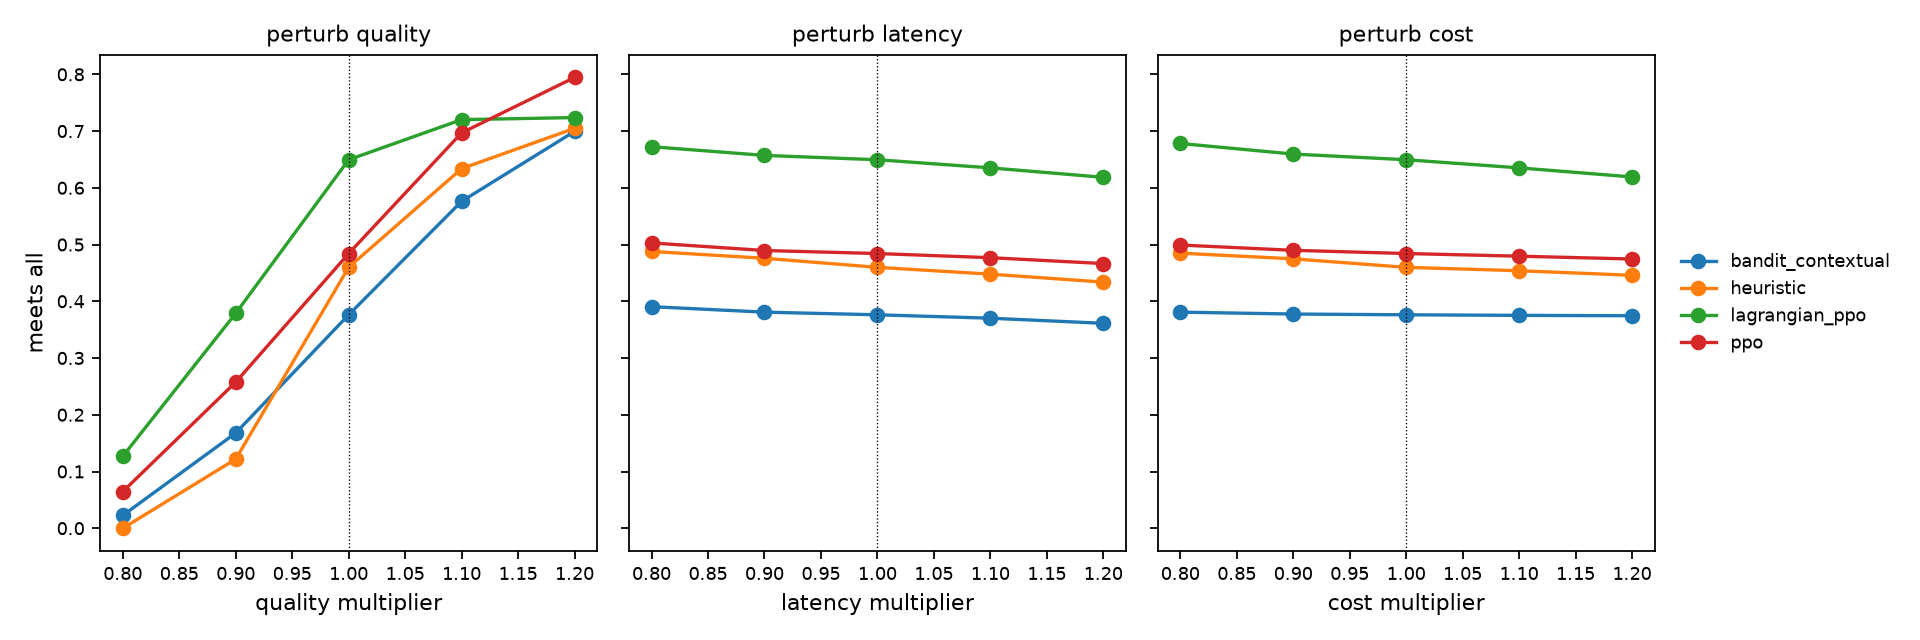 perturb quality
perturb latency
perturb cost
meets all
0.8
0.7
0.6
0.5
0.4
0.3
0.2
0.1
0.0
0.80 0.85 0.90 0.95 1.00 1.05 1.10 1.15 1.20
quality multiplier
0.80 0.85 0.90 0.95 1.00 1.05 1.10 1.15 1.20
latency multiplier
0.80 0.85 0.90 0.95 1.00 1.05 1.10 1.15 1.20
cost multiplier
bandit_contextual
heuristic
lagrangian_ppo
ppo